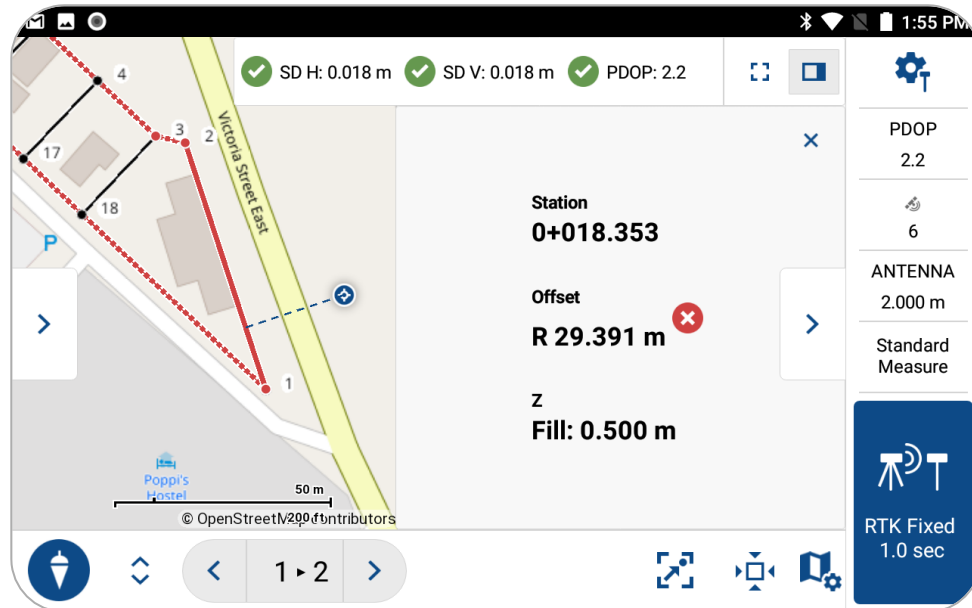 1:55 PM
SD H: 0.018 m
SD V: 0.018 m
PDOP: 2.2
4
3
2
17
18
1
Victoria Street East
P
Poppi's
Hostel
50 m
200 ft
© OpenStreetMap contributors
Station
0+018.353
Offset
R 29.391 m
Z
Fill: 0.500 m
PDOP
2.2
6
ANTENNA
2.000 m
Standard
Measure
RTK Fixed
1.0 sec
1 ▸ 2